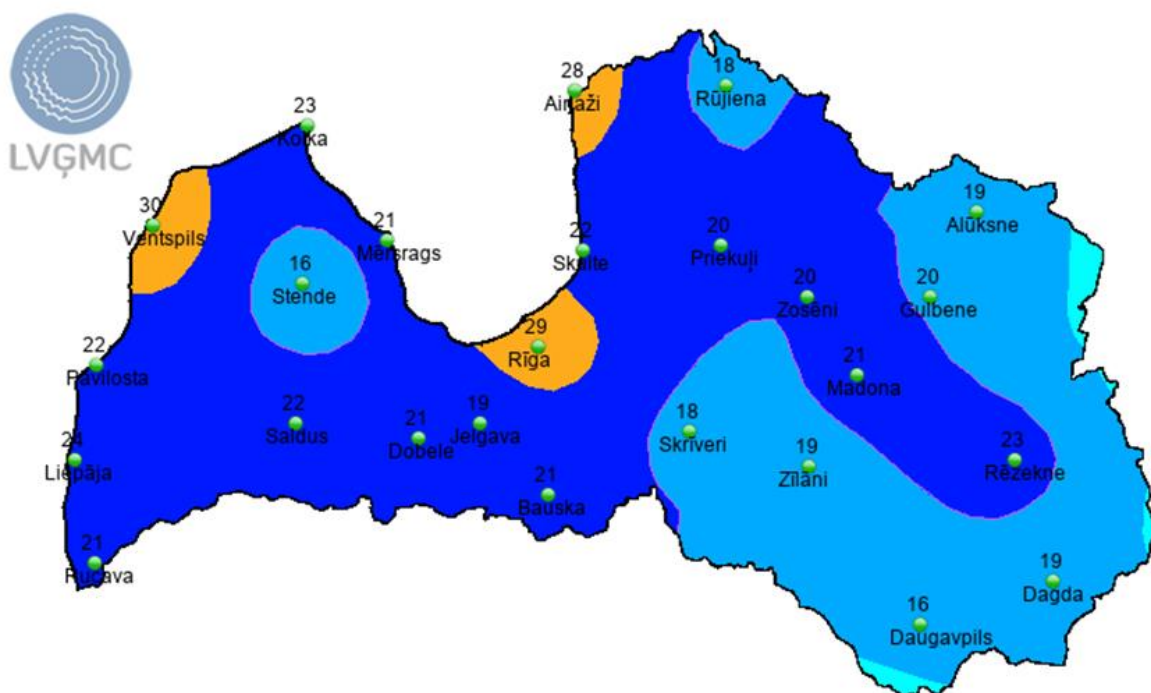 LVĢMC
28
Ainaži
18
Rūjiena
23
Kolka
19
Alūksne
30
Ventspils
21
Mērsrags
22
Skulte
20
Priekuļi
16
Stende
20
Zosēni
20
Gulbene
29
Rīga
22
Pāvilosta
21
Madona
22
Saldus
21
Dobele
19
Jelgava
18
Skrīveri
24
Liepāja
19
Zīlāni
23
Rēzekne
21
Bauska
21
Rucava
19
Dagda
16
Daugavpils